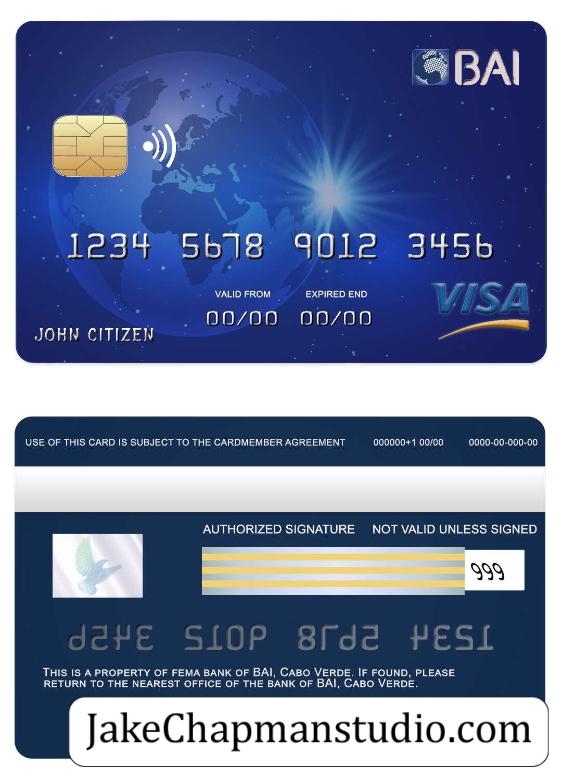 BAI
1234 5678 9012 3456
VALID FROM EXPIRED END
00/00 00/00
VISA
JOHN CITIZEN
USE OF THIS CARD IS SUBJECT TO THE CARDMEMBER AGREEMENT 000000+1 00/00 0000-00-000-00
AUTHORIZED SIGNATURE NOT VALID UNLESS SIGNED
999
THIS IS A PROPERTY OF FEMA BANK OF BAI, CABO VERDE. IF FOUND, PLEASE
RETURN TO THE NEAREST OFFICE OF THE BANK OF BAI, CABO VERDE.
JakeChapmanstudio.com